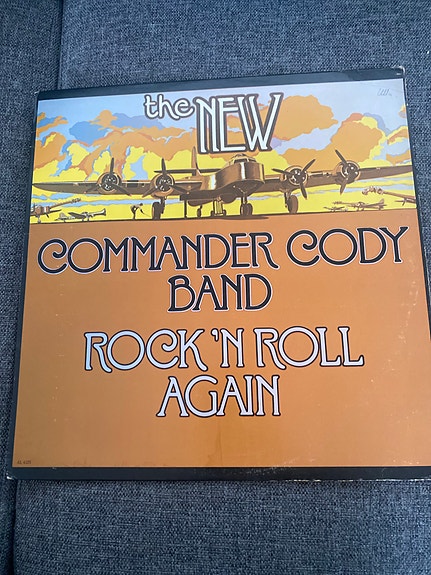 the NEW
COMMANDER CODY
BAND
ROCK 'N ROLL
AGAIN